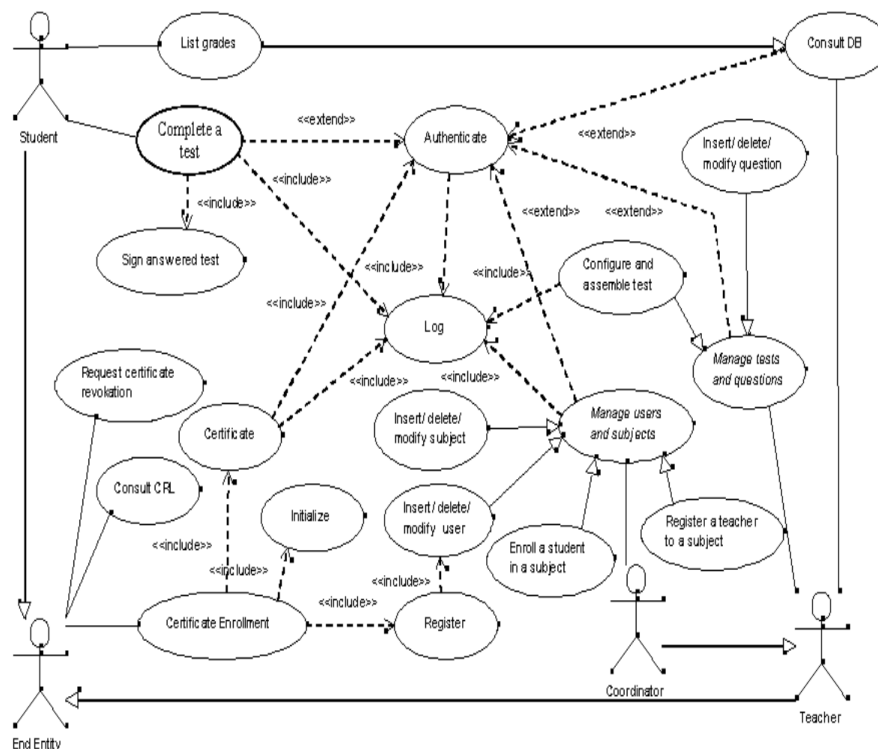 List grades
Consult DB
Student
Complete a
test
<<extend>>
Authenticate
<<extend>>
Insert/ delete/
modify question
<<include>>
<<include>>
<<extend>>
<<extend>>
Sign answered test
<<include>>
<<include>>
<<include>>
Configure and
assemble test
<<include>>
Log
Request certificate
revokation
<<include>>
<<include>>
Manage tests
and questions
Certificate
Insert/ delete/
modify subject
Manage users
and subjects
Consult CRL
Initialize
Insert/ delete/
modify user
Enroll a student
in a subject
Register a teacher
to a subject
<<include>>
<<include>>
<<include>>
<<include>>
Certificate Enrollment
Register
Coordinator
Teacher
End Entity